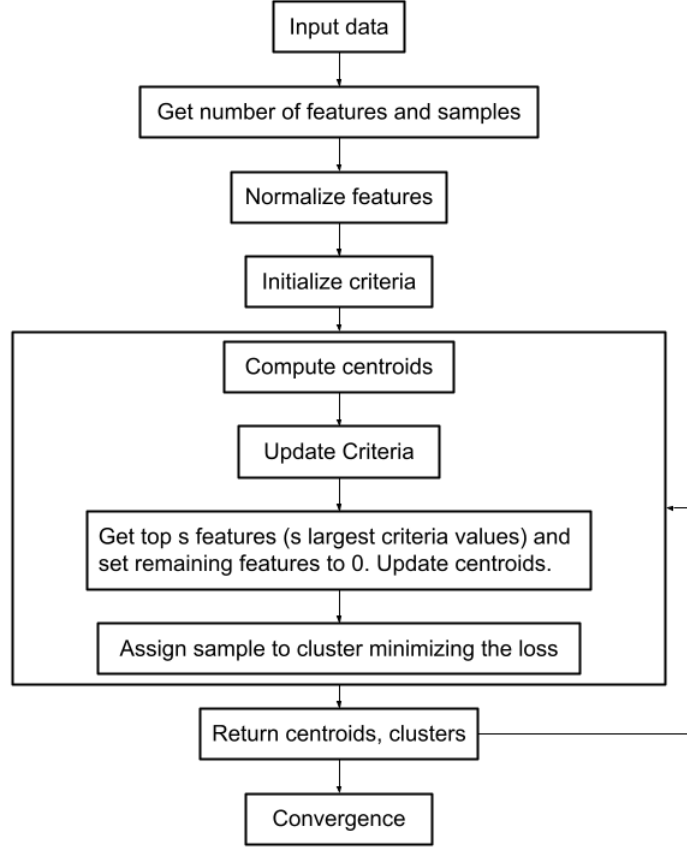 Input data
Get number of features and samples
Normalize features
Initialize criteria
Compute centroids
Update Criteria
Get top s features (s largest criteria values) and
set remaining features to 0. Update centroids.
Assign sample to cluster minimizing the loss
Return centroids, clusters
Convergence